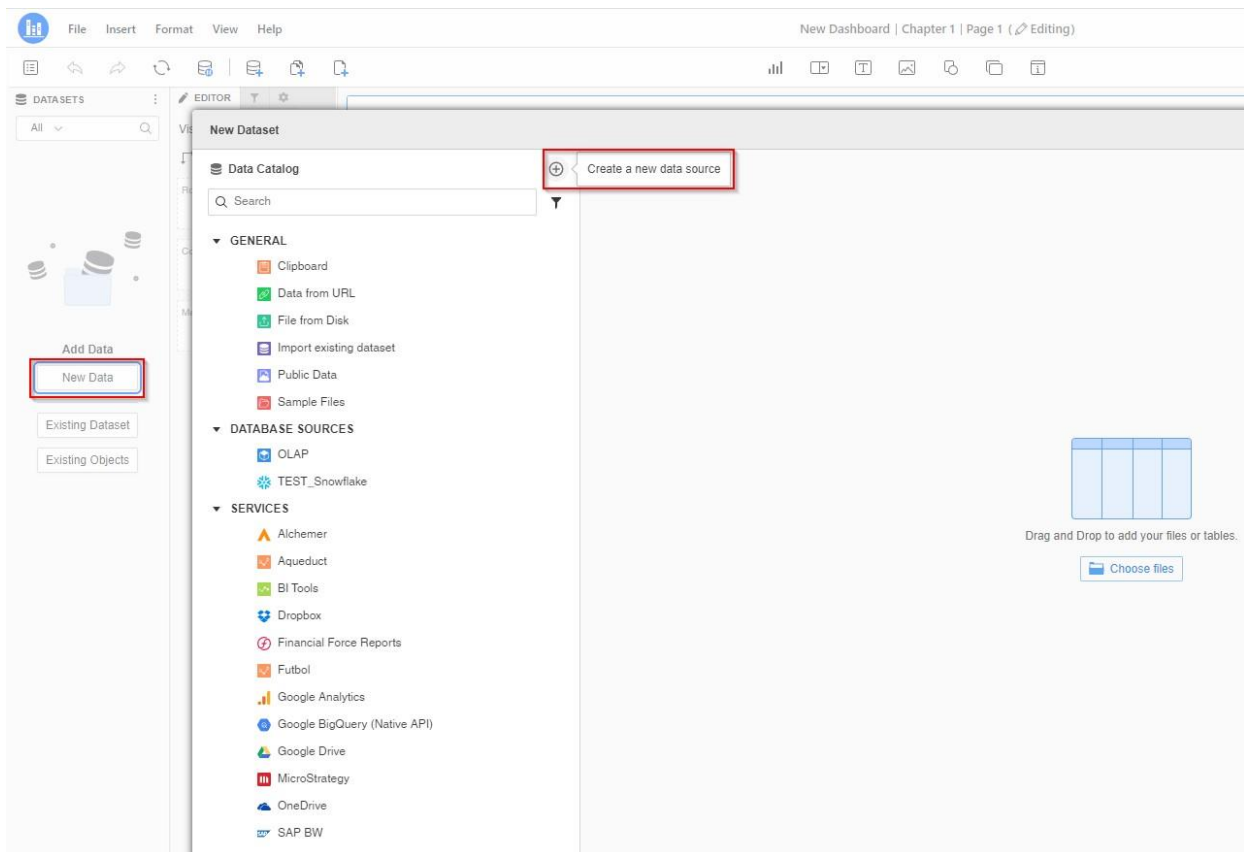 File Insert Format View Help
New Dashboard | Chapter 1 | Page 1 ( Editing)
DATASETS
EDITOR
All
New Dataset
Data Catalog
Create a new data source
Search
GENERAL
Clipboard
Data from URL
File from Disk
Import existing dataset
Public Data
Sample Files
DATABASE SOURCES
OLAP
TEST_Snowflake
SERVICES
Alchemer
Aqueduct
BI Tools
Dropbox
Financial Force Reports
Futbol
Google Analytics
Google BigQuery (Native API)
Google Drive
MicroStrategy
OneDrive
SAP BW
Add Data
New Data
Existing Dataset
Existing Objects
Drag and Drop to add your files or tables.
Choose files